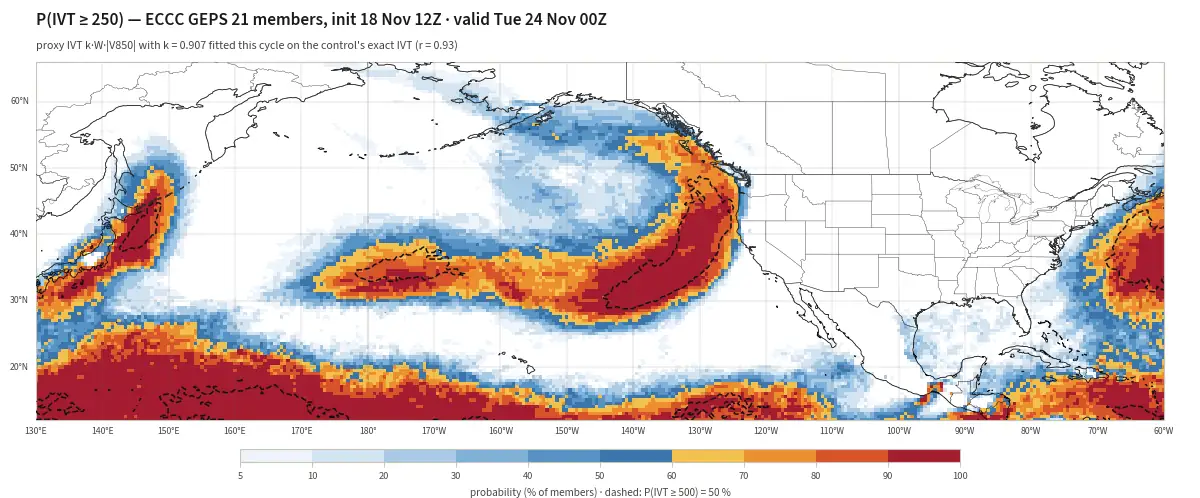 P(IVT ≥ 250) — ECCC GEPS 21 members, init 18 Nov 12Z · valid Tue 24 Nov 00Z
proxy IVT k·W·|V850| with k = 0.907 fitted this cycle on the control's exact IVT (r = 0.93)
60°N
50°N
40°N
30°N
20°N
130°E 140°E 150°E 160°E 170°E 180° 170°W 160°W 150°W 140°W 130°W 120°W 110°W 100°W 90°W 80°W 70°W 60°W
5 10 20 30 40 50 60 70 80 90 100
probability (% of members) · dashed: P(IVT ≥ 500) = 50 %